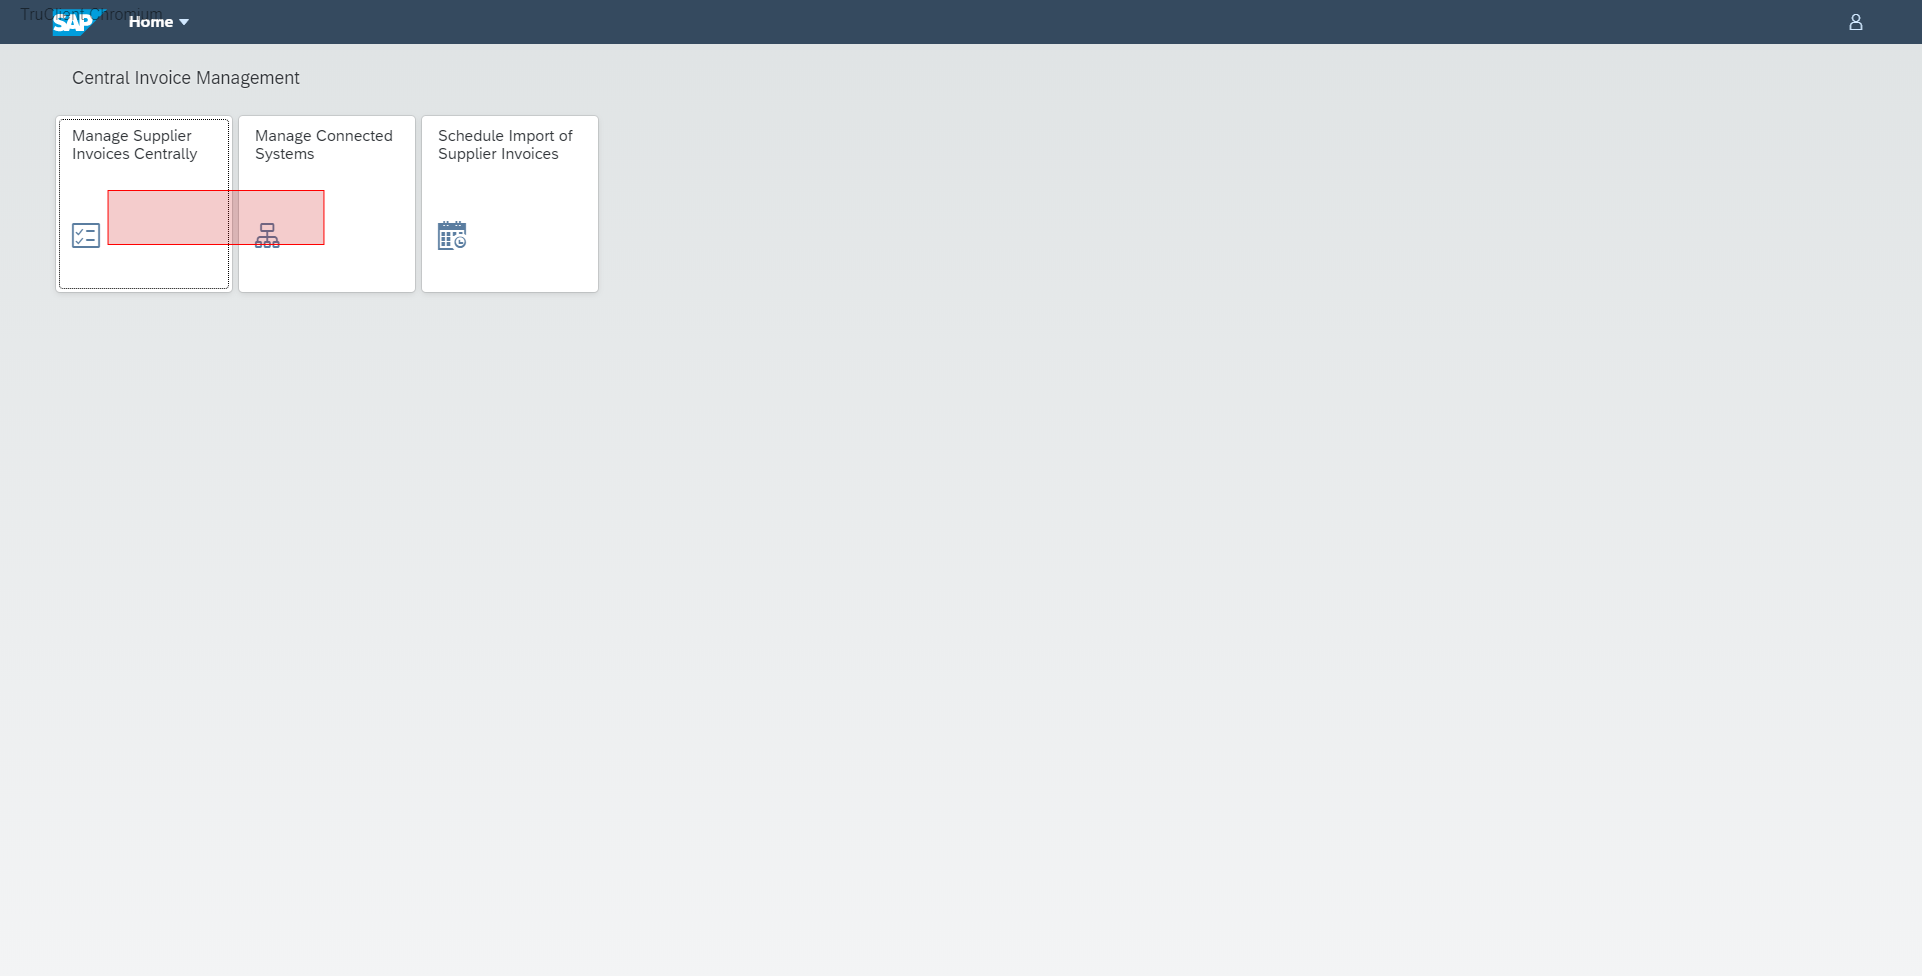 TruClient Chromium
SAP
Home
Central Invoice Management
Manage Supplier
Invoices Centrally
Manage Connected
Systems
Schedule Import of
Supplier Invoices